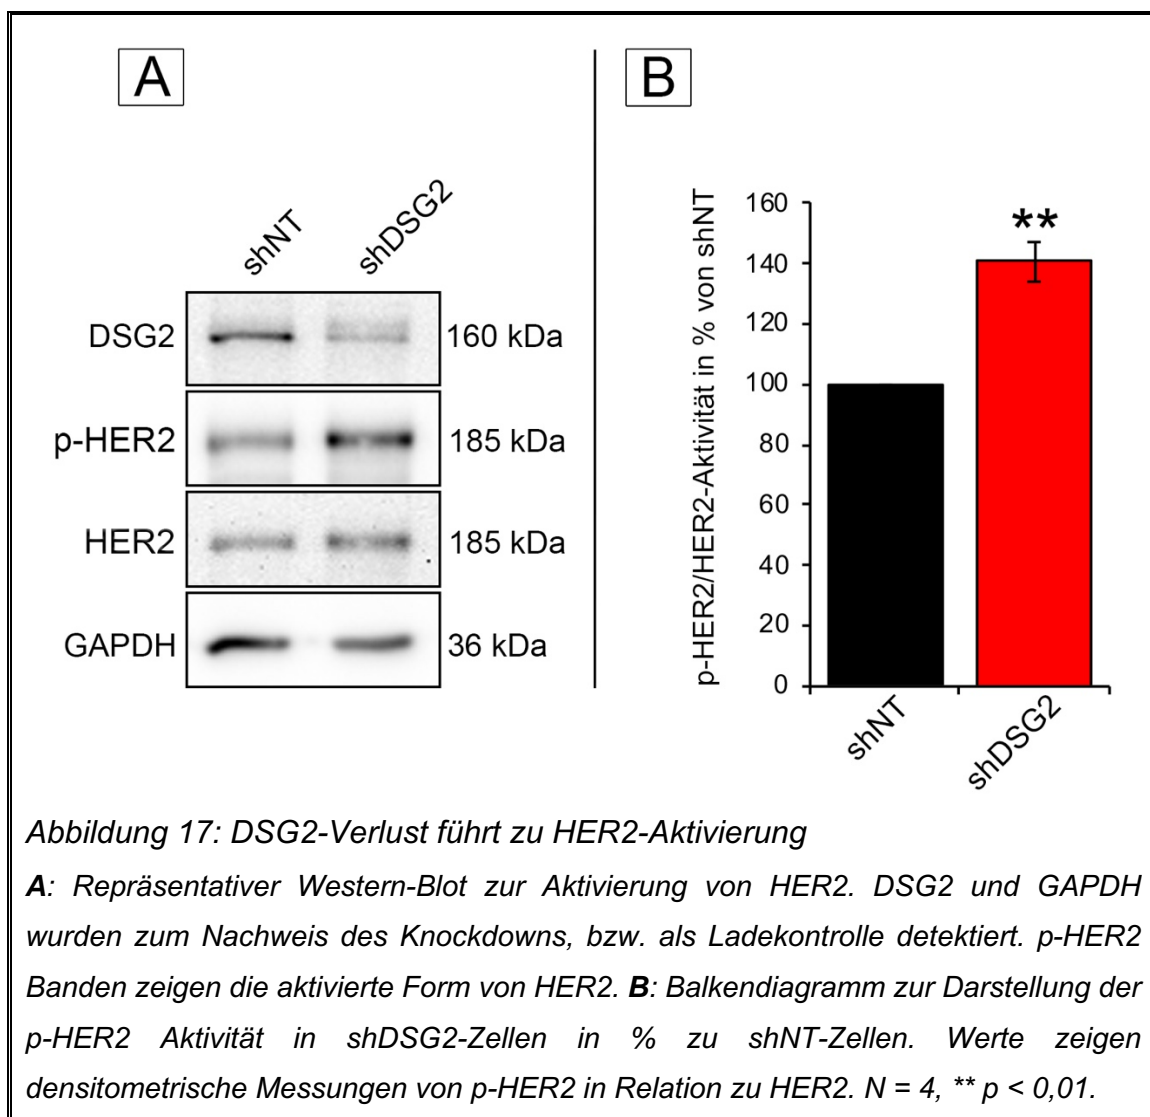 A
shNT
shDSG2
DSG2
160 kDa
p-HER2
185 kDa
HER2
185 kDa
GAPDH
36 kDa
B
p-HER2/HER2-Aktivität in % von shNT
160
140
120
100
80
60
40
20
0
**
shNT
shDSG2
Abbildung 17: DSG2-Verlust führt zu HER2-Aktivierung
A: Repräsentativer Western-Blot zur Aktivierung von HER2. DSG2 und GAPDH
wurden zum Nachweis des Knockdowns, bzw. als Ladekontrolle detektiert. p-HER2
Banden zeigen die aktivierte Form von HER2. B: Balkendiagramm zur Darstellung der
p-HER2 Aktivität in shDSG2-Zellen in % zu shNT-Zellen. Werte zeigen
densitometrische Messungen von p-HER2 in Relation zu HER2. N = 4, ** p < 0,01.